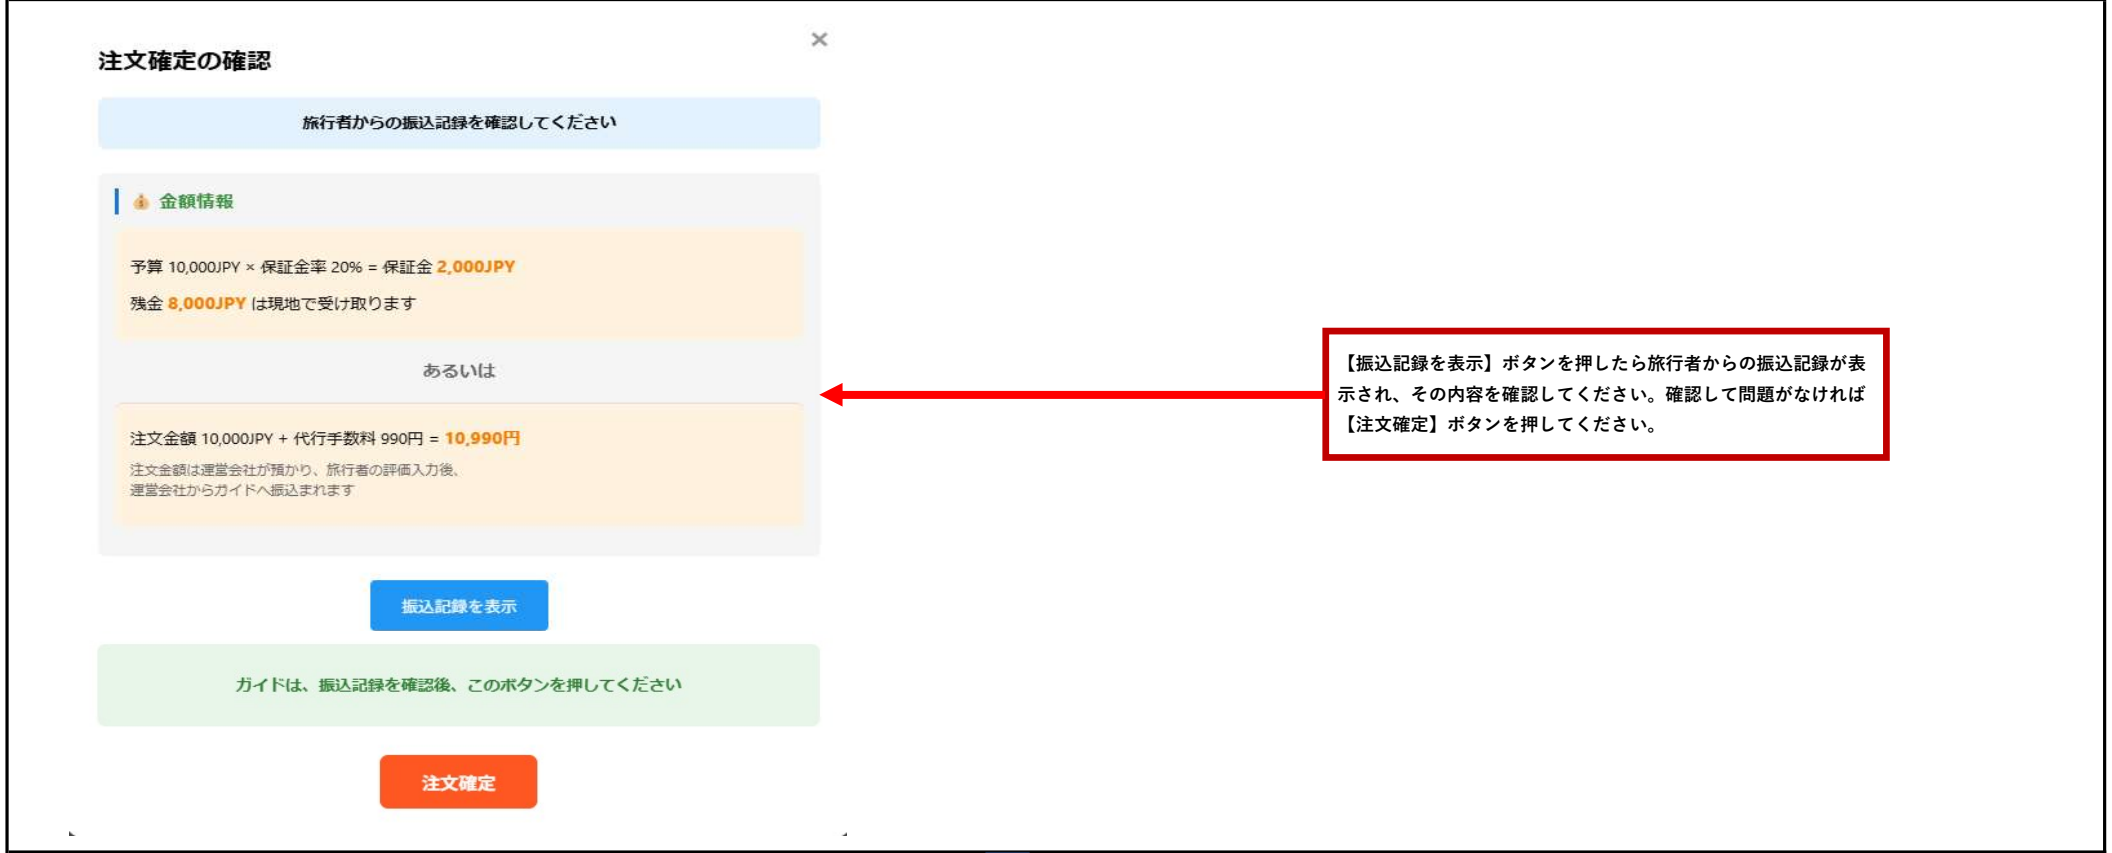 注文確定の確認
×
旅行者からの振込記録を確認してください
金額情報
予算 10,000JPY × 保証金率 20% = 保証金 2,000JPY
残金 8,000JPY は現地で受け取ります
あるいは
注文金額 10,000JPY + 代行手数料 990円 = 10,990円
注文金額は運営会社が預かり、旅行者の評価入力後、
運営会社からガイドへ振込まれます
振込記録を表示
ガイドは、振込記録を確認後、このボタンを押してください
注文確定
【振込記録を表示】ボタンを押したら旅行者からの振込記録が表
示され、その内容を確認してください。確認して問題がなければ
【注文確定】ボタンを押してください。